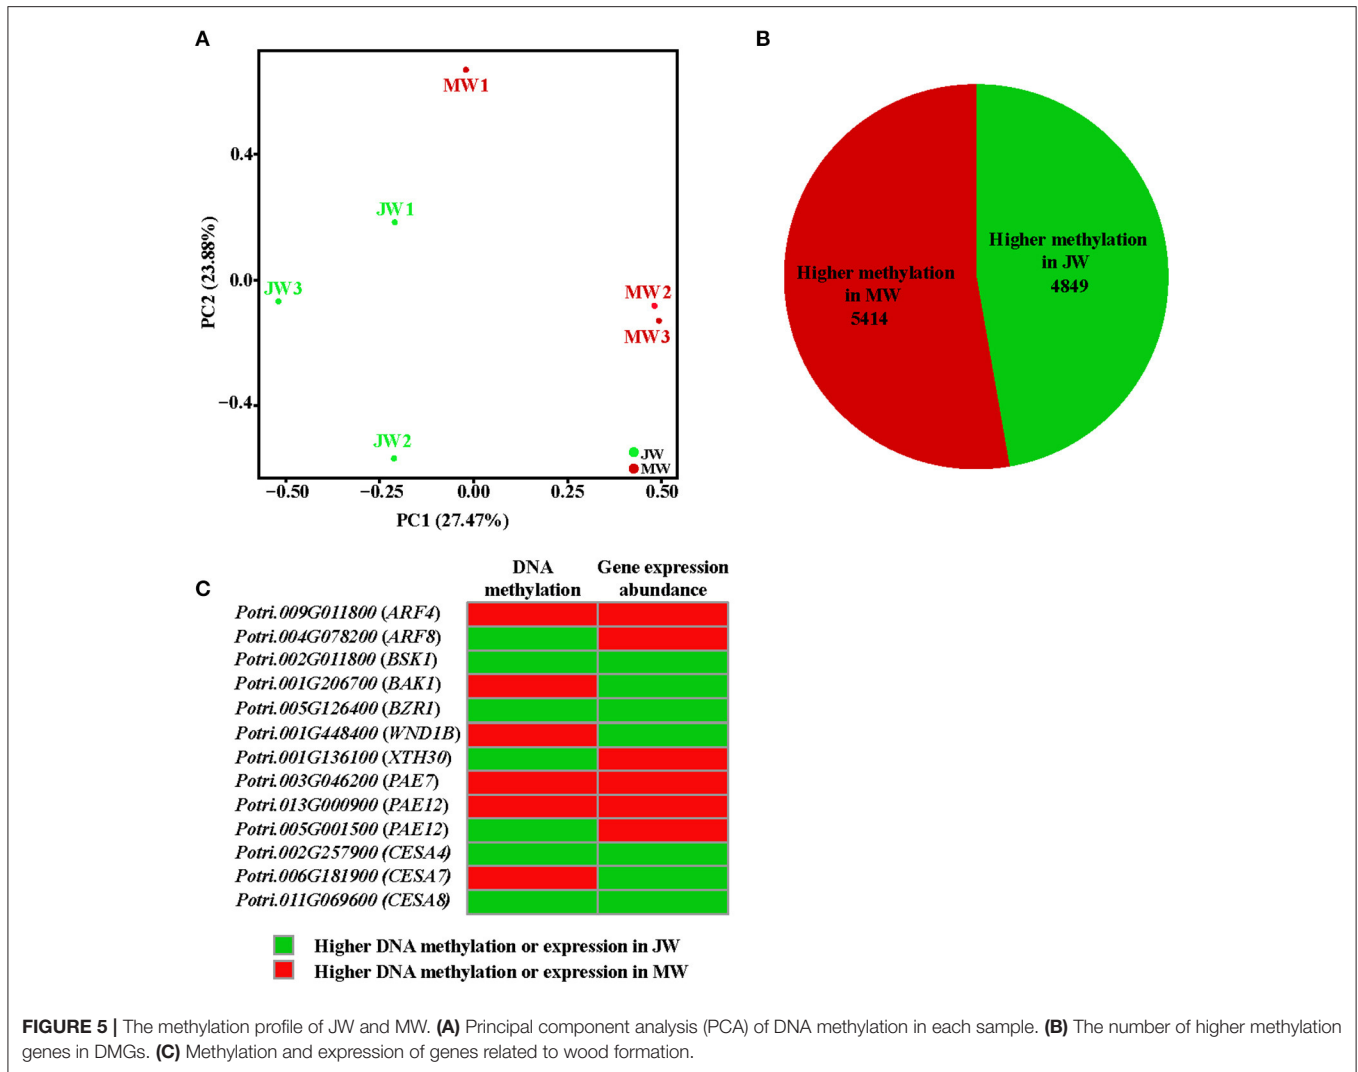 A
MW1
0.4
JW1
0.0
JW3
MW2
MW3
−0.4
JW2
JW
MW
PC2 (23.88%)
−0.50
−0.25
0.00
0.25
0.50
PC1 (27.47%)
B
Higher methylation
in JW
4849
Higher methylation
in MW
5414
C
DNA
methylation
Gene expression
abundance
Potri.009G011800 (ARF4)
Potri.004G078200 (ARF8)
Potri.002G011800 (BSK1)
Potri.001G206700 (BAK1)
Potri.005G126400 (BZR1)
Potri.001G448400 (WND1B)
Potri.001G136100 (XTH30)
Potri.003G046200 (PAE7)
Potri.013G000900 (PAE12)
Potri.005G001500 (PAE12)
Potri.002G257900 (CESA4)
Potri.006G181900 (CESA7)
Potri.011G069600 (CESA8)
Higher DNA methylation or expression in JW
Higher DNA methylation or expression in MW
FIGURE 5 | The methylation profile of JW and MW. (A) Principal component analysis (PCA) of DNA methylation in each sample. (B) The number of higher methylation
genes in DMGs. (C) Methylation and expression of genes related to wood formation.